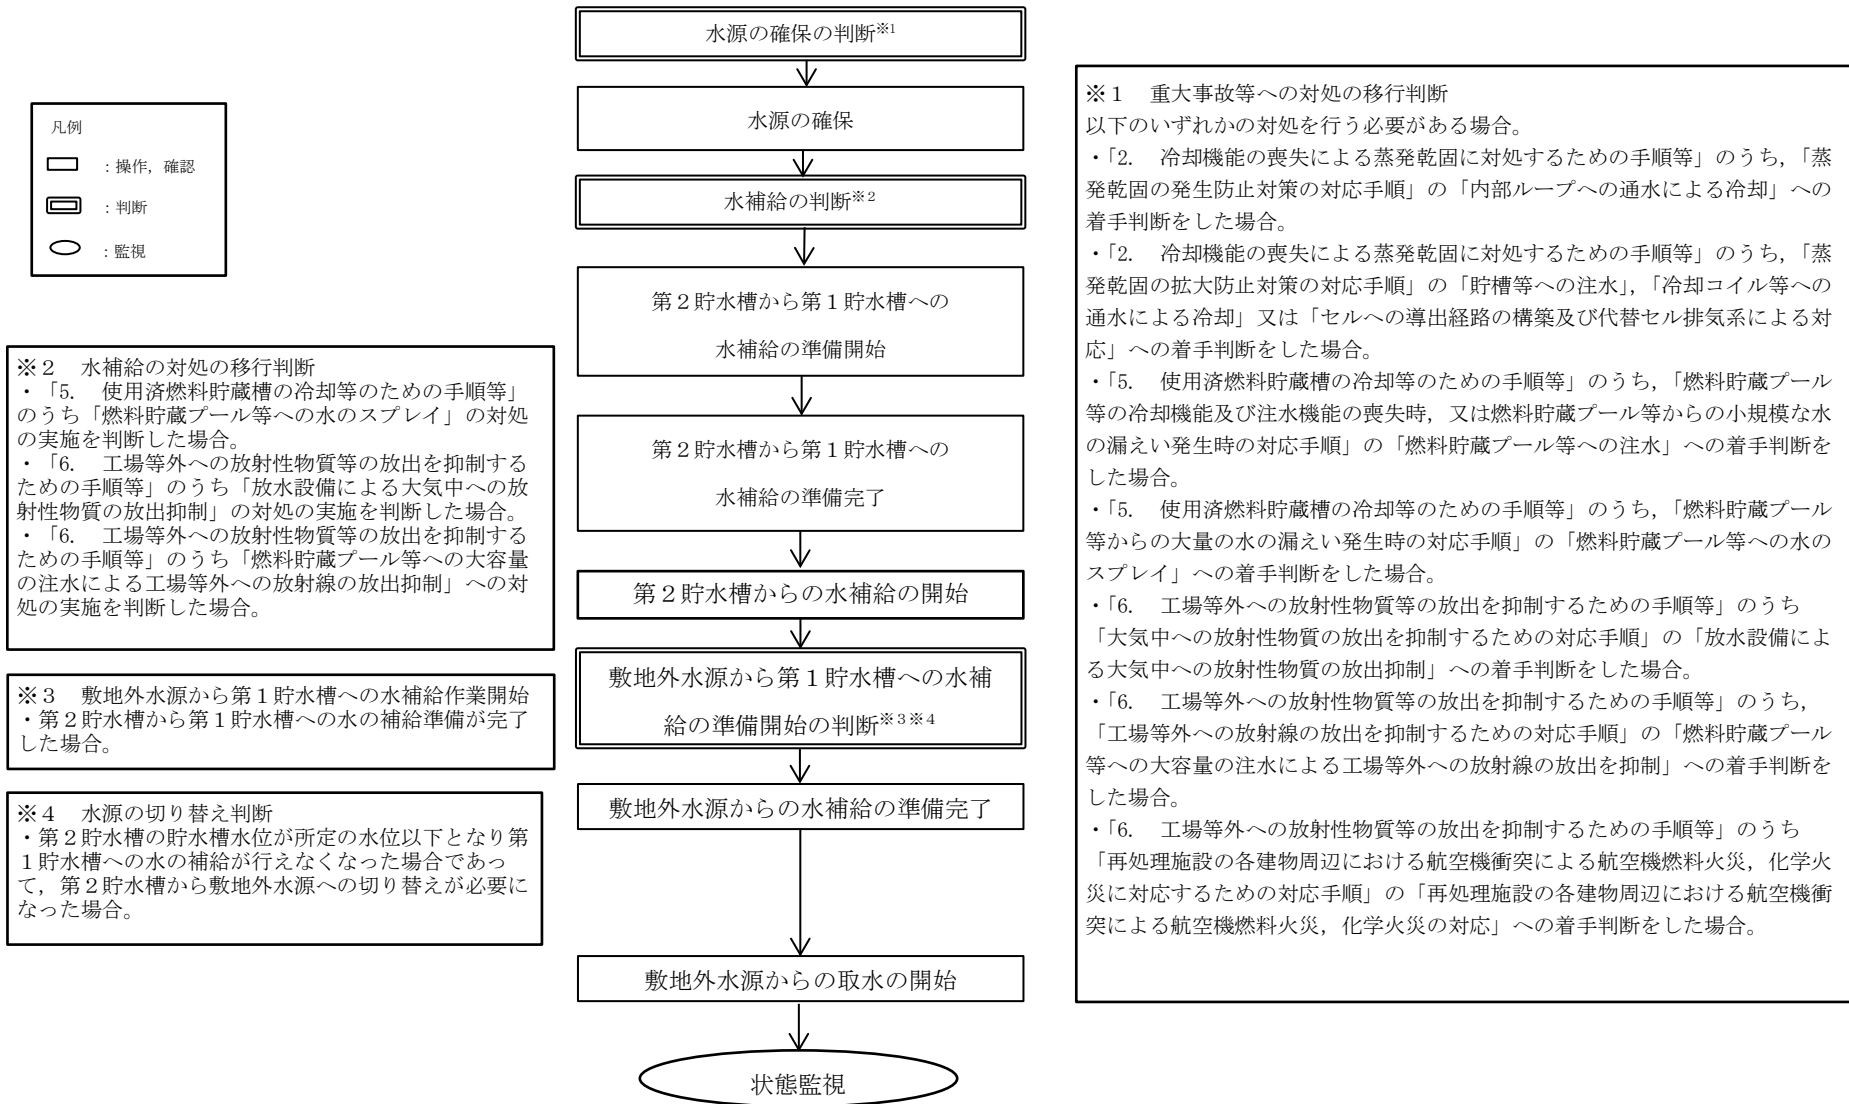 水源の確保の判断※1
水源の確保
水補給の判断※2
第2貯水槽から第1貯水槽への
水補給の準備開始
第2貯水槽から第1貯水槽への
水補給の準備完了
第2貯水槽からの水補給の開始
敷地外水源から第1貯水槽への水補
給の準備開始の判断※3※4
敷地外水源からの水補給の準備完了
敷地外水源からの取水の開始
状態監視
凡例
:操作,確認
:判断
:監視
※2 水補給の対処の移行判断
・「5. 使用済燃料貯蔵槽の冷却等のための手順等」
のうち「燃料貯蔵プール等への水のスプレイ」の対処
の実施を判断した場合。
・「6. 工場等外への放射性物質等の放出を抑制する
ための手順等」のうち「放水設備による大気中への放
射性物質の放出抑制」の対処の実施を判断した場合。
・「6. 工場等外への放射性物質等の放出を抑制する
ための手順等」のうち「燃料貯蔵プール等への大容量
の注水による工場等外への放射線の放出抑制」への対
処の実施を判断した場合。
※3 敷地外水源から第1貯水槽への水補給作業開始
・第2貯水槽から第1貯水槽への水の補給準備が完了
した場合。
※4 水源の切り替え判断
・第2貯水槽の貯水槽水位が所定の水位以下となり第
1貯水槽への水の補給が行えなくなった場合であっ
て,第2貯水槽から敷地外水源への切り替えが必要に
なった場合。
※1 重大事故等への対処の移行判断
以下のいずれかの対処を行う必要がある場合。
・「2. 冷却機能の喪失による蒸発乾固に対処するための手順等」のうち,「蒸
発乾固の発生防止対策の対応手順」の「内部ループへの通水による冷却」への
着手判断をした場合。
・「2. 冷却機能の喪失による蒸発乾固に対処するための手順等」のうち,「蒸
発乾固の拡大防止対策の対応手順」の「貯槽等への注水」,「冷却コイル等への
通水による冷却」又は「セルへの導出経路の構築及び代替セル排気系による対
応」への着手判断をした場合。
・「5. 使用済燃料貯蔵槽の冷却等のための手順等」のうち,「燃料貯蔵プール
等の冷却機能及び注水機能の喪失時,又は燃料貯蔵プール等からの小規模な水
の漏えい発生時の対応手順」の「燃料貯蔵プール等への注水」への着手判断を
した場合。
・「5. 使用済燃料貯蔵槽の冷却等のための手順等」のうち,「燃料貯蔵プール
等からの大量の水の漏えい発生時の対応手順」の「燃料貯蔵プール等への水の
スプレイ」への着手判断をした場合。
・「6. 工場等外への放射性物質等の放出を抑制するための手順等」のうち
「大気中への放射性物質の放出を抑制するための対応手順」の「放水設備によ
る大気中への放射性物質の放出抑制」への着手判断をした場合。
・「6. 工場等外への放射性物質等の放出を抑制するための手順等」のうち,
「工場等外への放射線の放出を抑制するための対応手順」の「燃料貯蔵プール
等への大容量の注水による工場等外への放射線の放出を抑制」への着手判断を
した場合。
・「6. 工場等外への放射性物質等の放出を抑制するための手順等」のうち
「再処理施設の各建物周辺における航空機衝突による航空機燃料火災,化学火
災に対応するための対応手順」の「再処理施設の各建物周辺における航空機衝
突による航空機燃料火災,化学火災の対応」への着手判断をした場合。